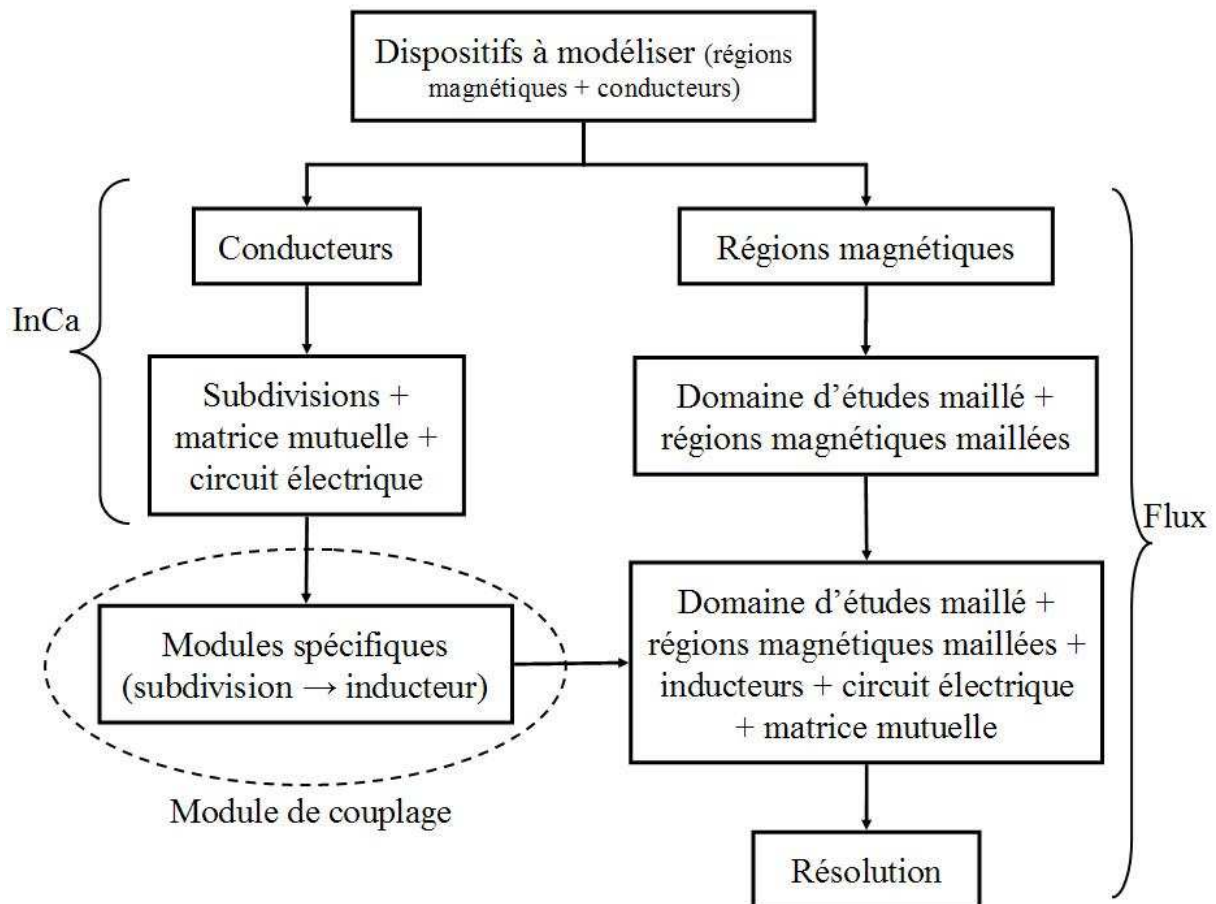 Dispositifs à modéliser (régions
magnétiques + conducteurs)
Conducteurs
Régions magnétiques
InCa
Subdivisions +
matrice mutuelle +
circuit électrique
Domaine d'études maillé +
régions magnétiques maillées
Flux
Modules spécifiques
(subdivision → inducteur)
Domaine d'études maillé +
régions magnétiques maillées +
inducteurs + circuit électrique
+ matrice mutuelle
Module de couplage
Résolution